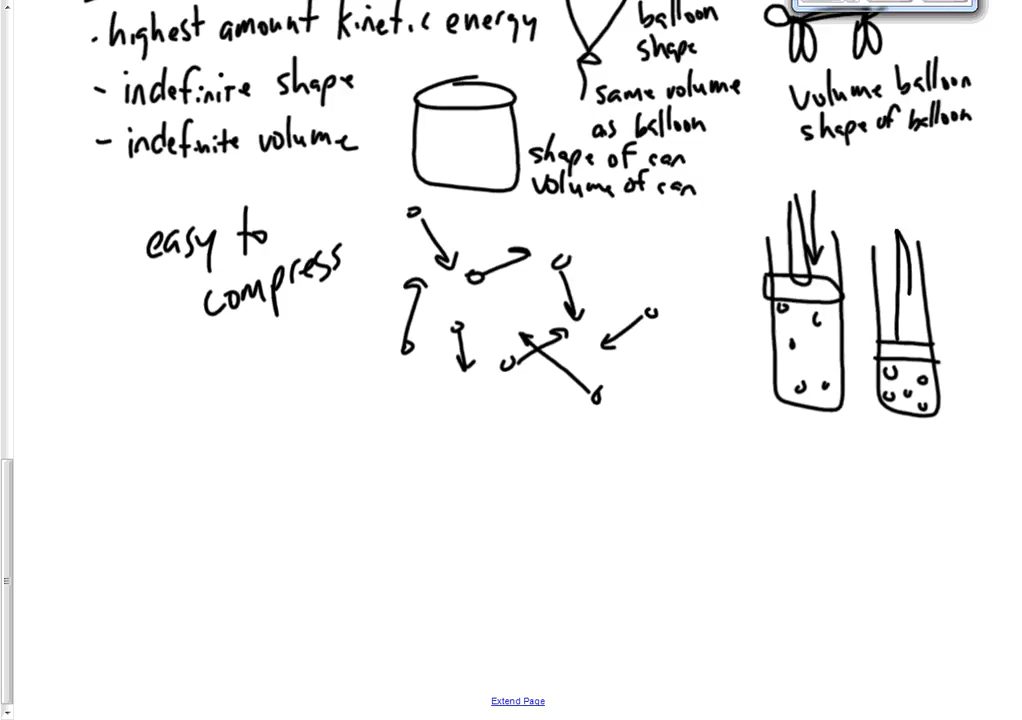 . highest amount kinetic energy
- indefinire shape
- indefinite volume
balloon
shape
same volume
as balloon
shape of can
volume of can
volume balloon
shape of balloon
easy to
compress
Extend Page